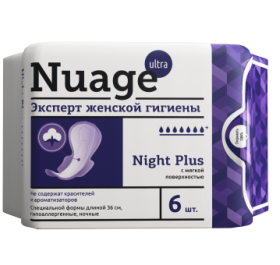 Nuage
ultra
Эксперт женской гигиены
Night Plus
с мягкой
поверхностью
Не содержат красителей
и ароматизаторов
Специальной формы длиной 36 см,
гипоаллергенные, ночные
6 шт.